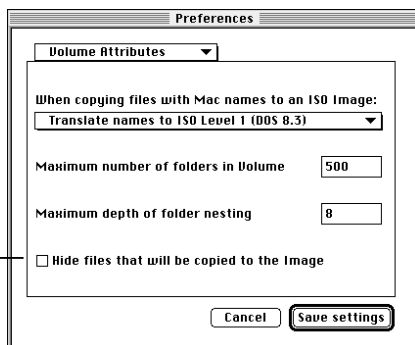 Preferences
Volume Attributes
When copying files with Mac names to an ISO Image:
Translate names to ISO Level 1 (DOS 8.3)
Maximum number of folders in Volume 500
Maximum depth of folder nesting 8
Hide files that will be copied to the Image
Cancel Save settings